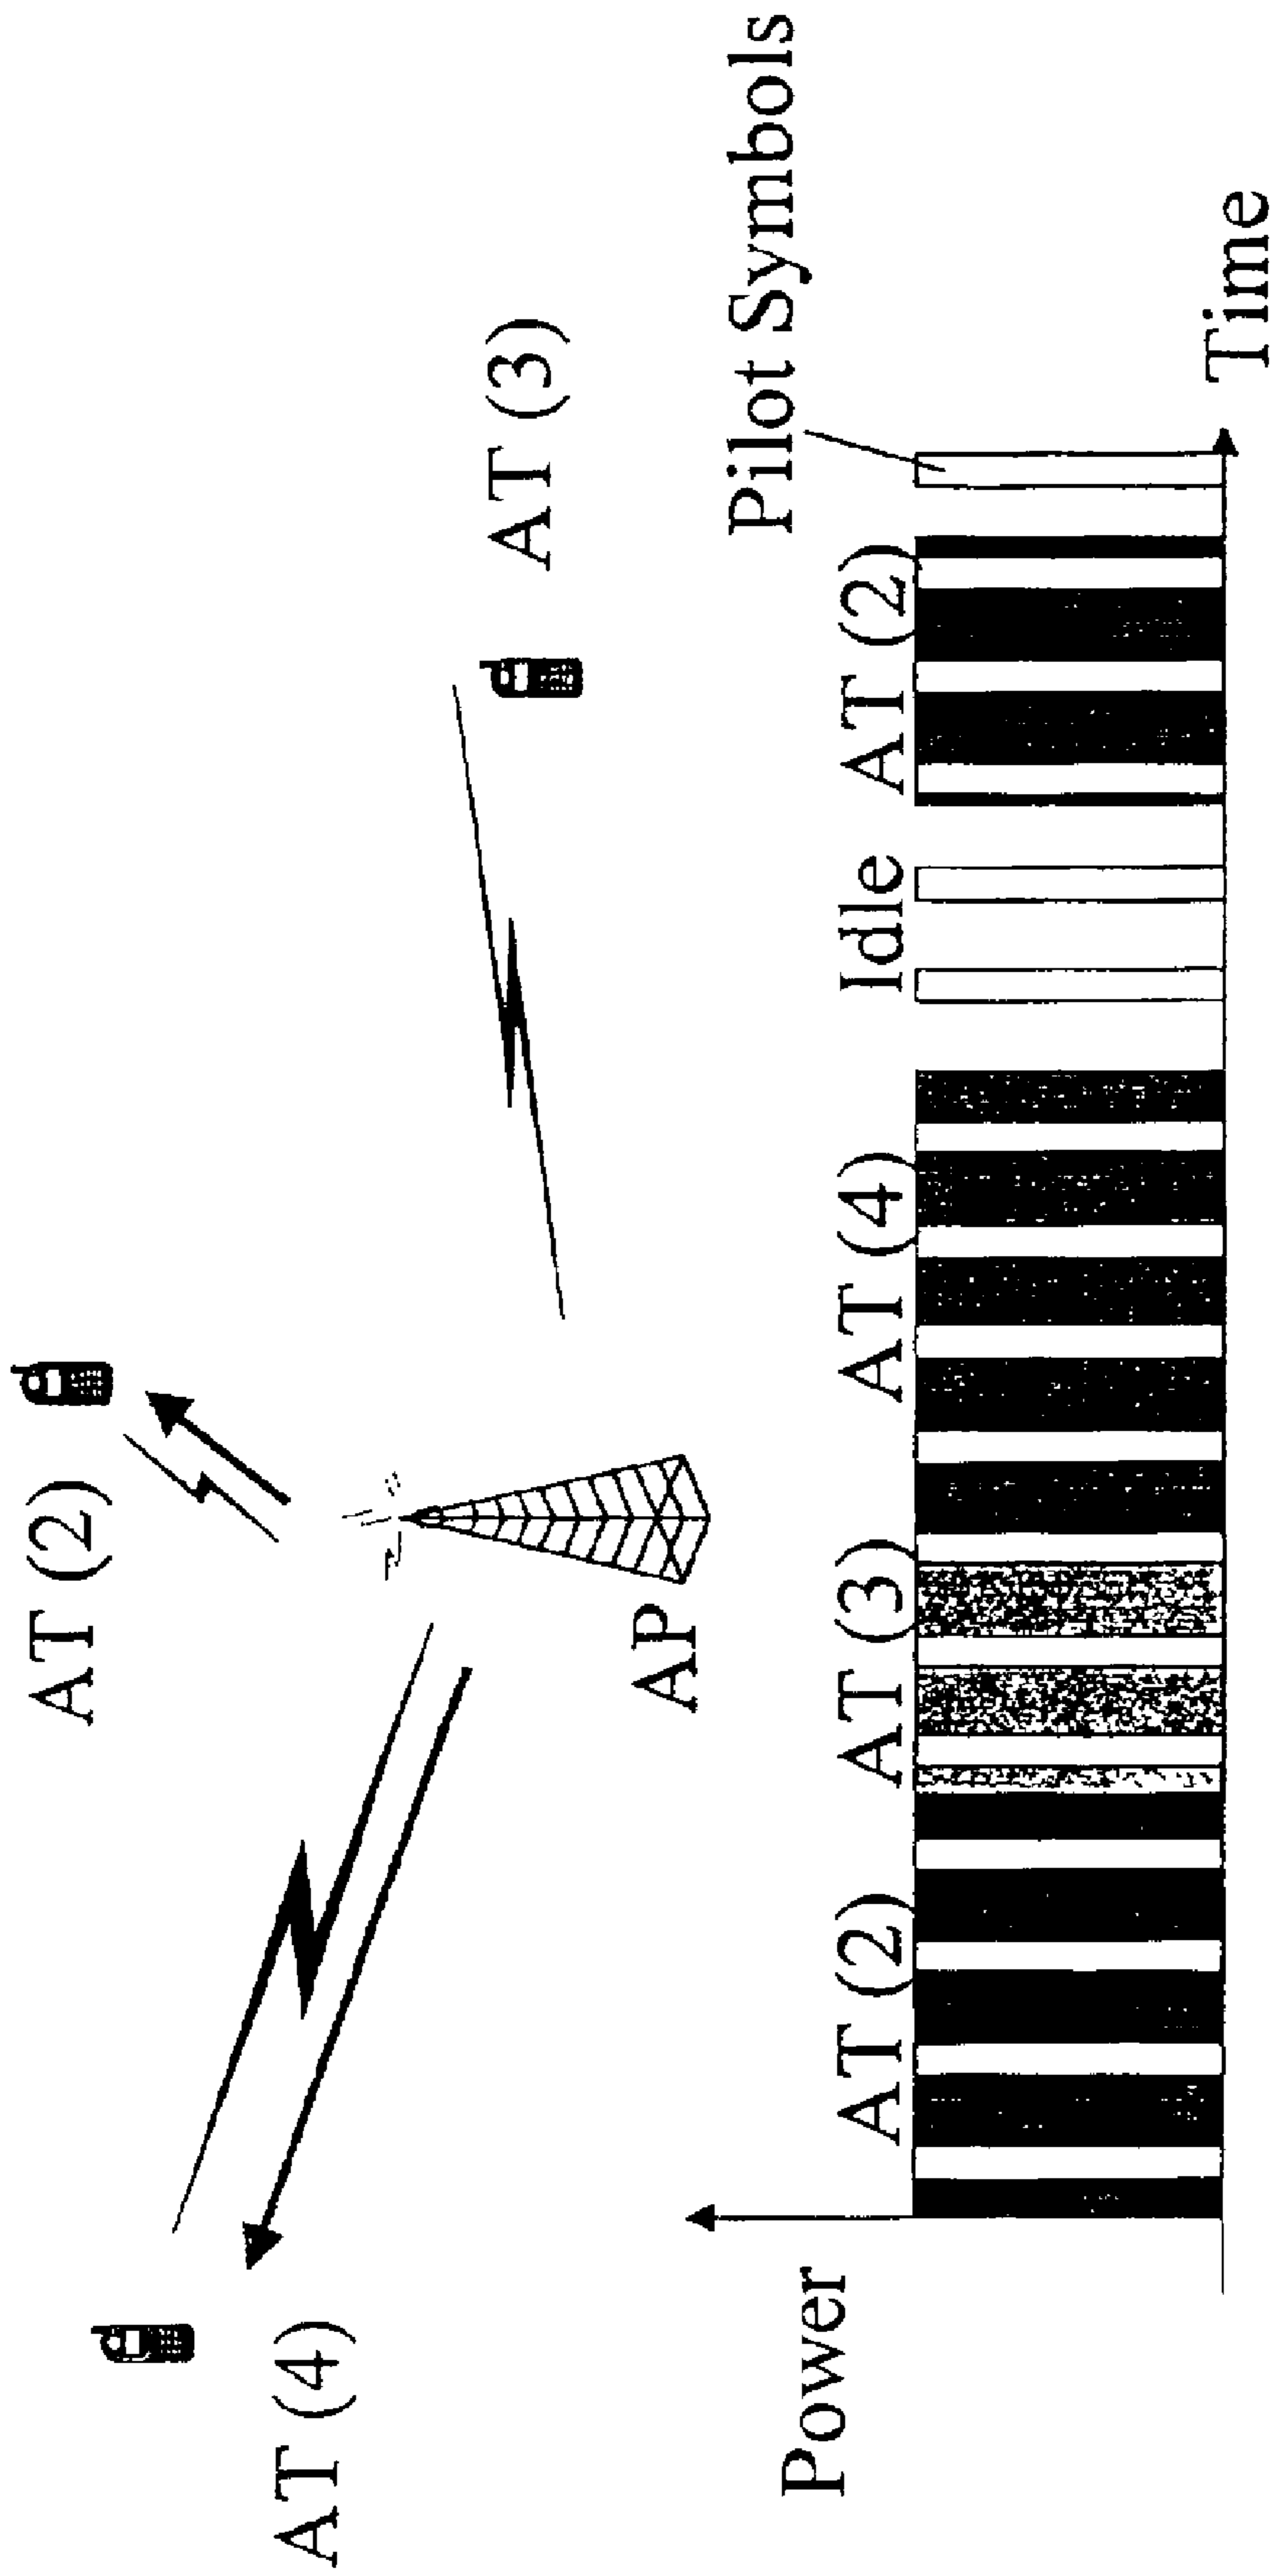 AT (2)
AT (4)
AT (3)
AP
Pilot Symbols
Power
AT (2)
AT (3)
AT (4)
Idle
AT (2)
Time